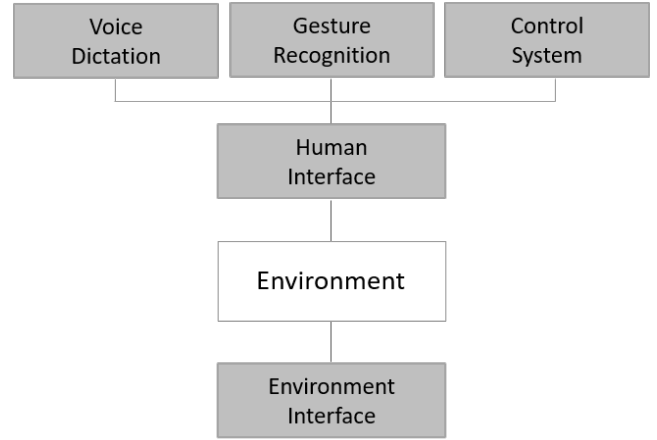 Voice
Dictation
Gesture
Recognition
Control
System
Human
Interface
Environment
Environment
Interface